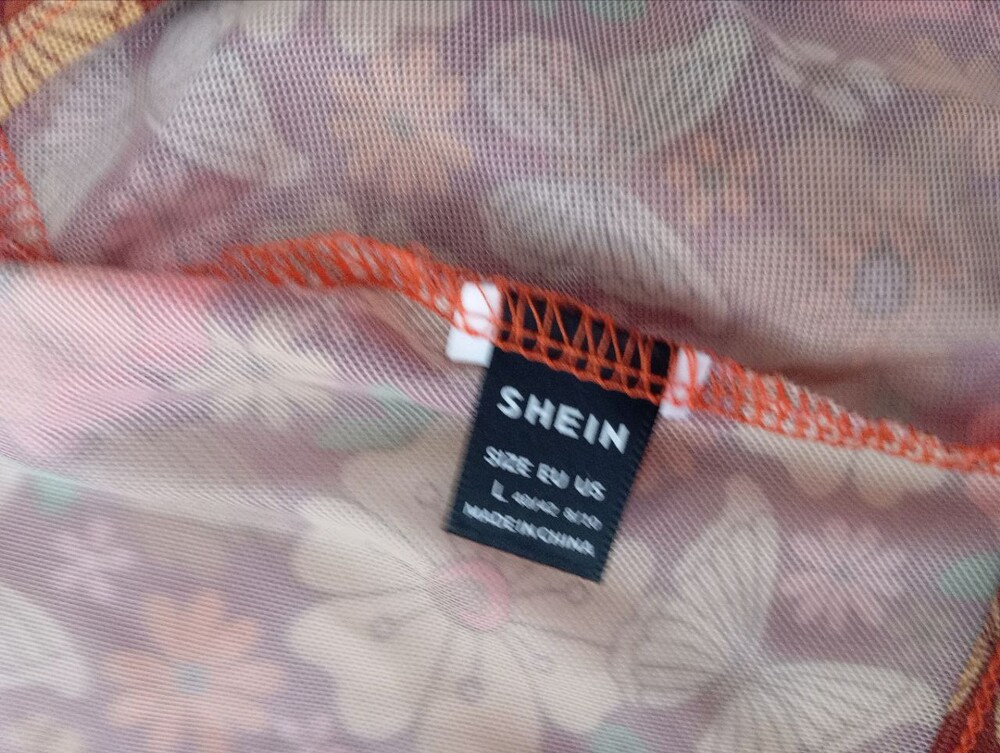 SHEIN
SIZE EU US
L 40/42 8/10
MADE IN CHINA